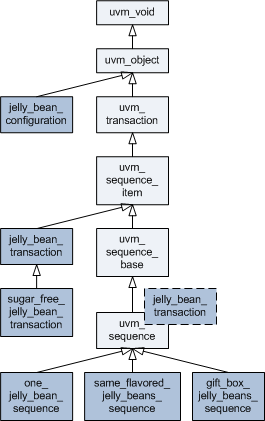 uvm_void
uvm_object
jelly_bean_
configuration
uvm_
transaction
uvm_
sequence_
item
jelly_bean_
transaction
uvm_
sequence_
base
sugar_free_
jelly_bean_
transaction
jelly_bean_
transaction
uvm_
sequence
one_
jelly_bean_
sequence
same_flavored_
jelly_beans_
sequence
gift_box_
jelly_beans_
sequence